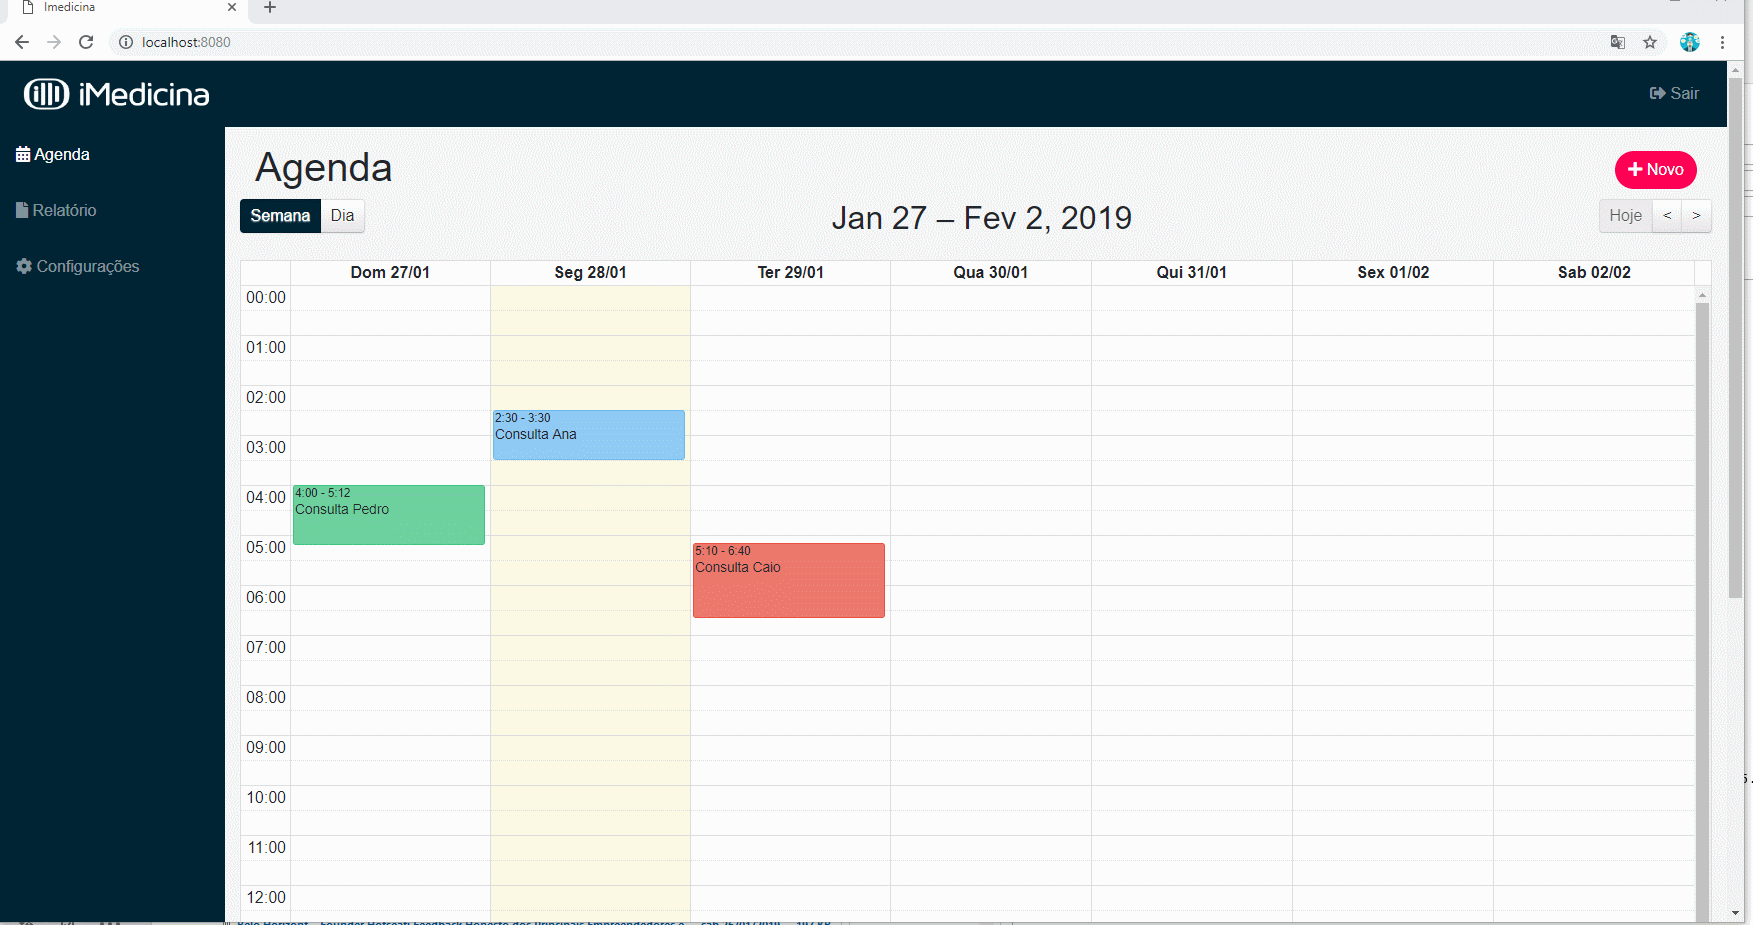 Imedicina
localhost:8080
iMedicina
Sair
Agenda
Relatório
Configurações
Agenda
Novo
Semana Dia
Jan 27 – Fev 2, 2019
Hoje < >
Dom 27/01 Seg 28/01 Ter 29/01 Qua 30/01 Qui 31/01 Sex 01/02 Sab 02/02
00:00
01:00
02:00
2:30 - 3:30
Consulta Ana
03:00
04:00
4:00 - 5:12
Consulta Pedro
05:00
5:10 - 6:40
Consulta Caio
06:00
07:00
08:00
09:00
10:00
11:00
12:00